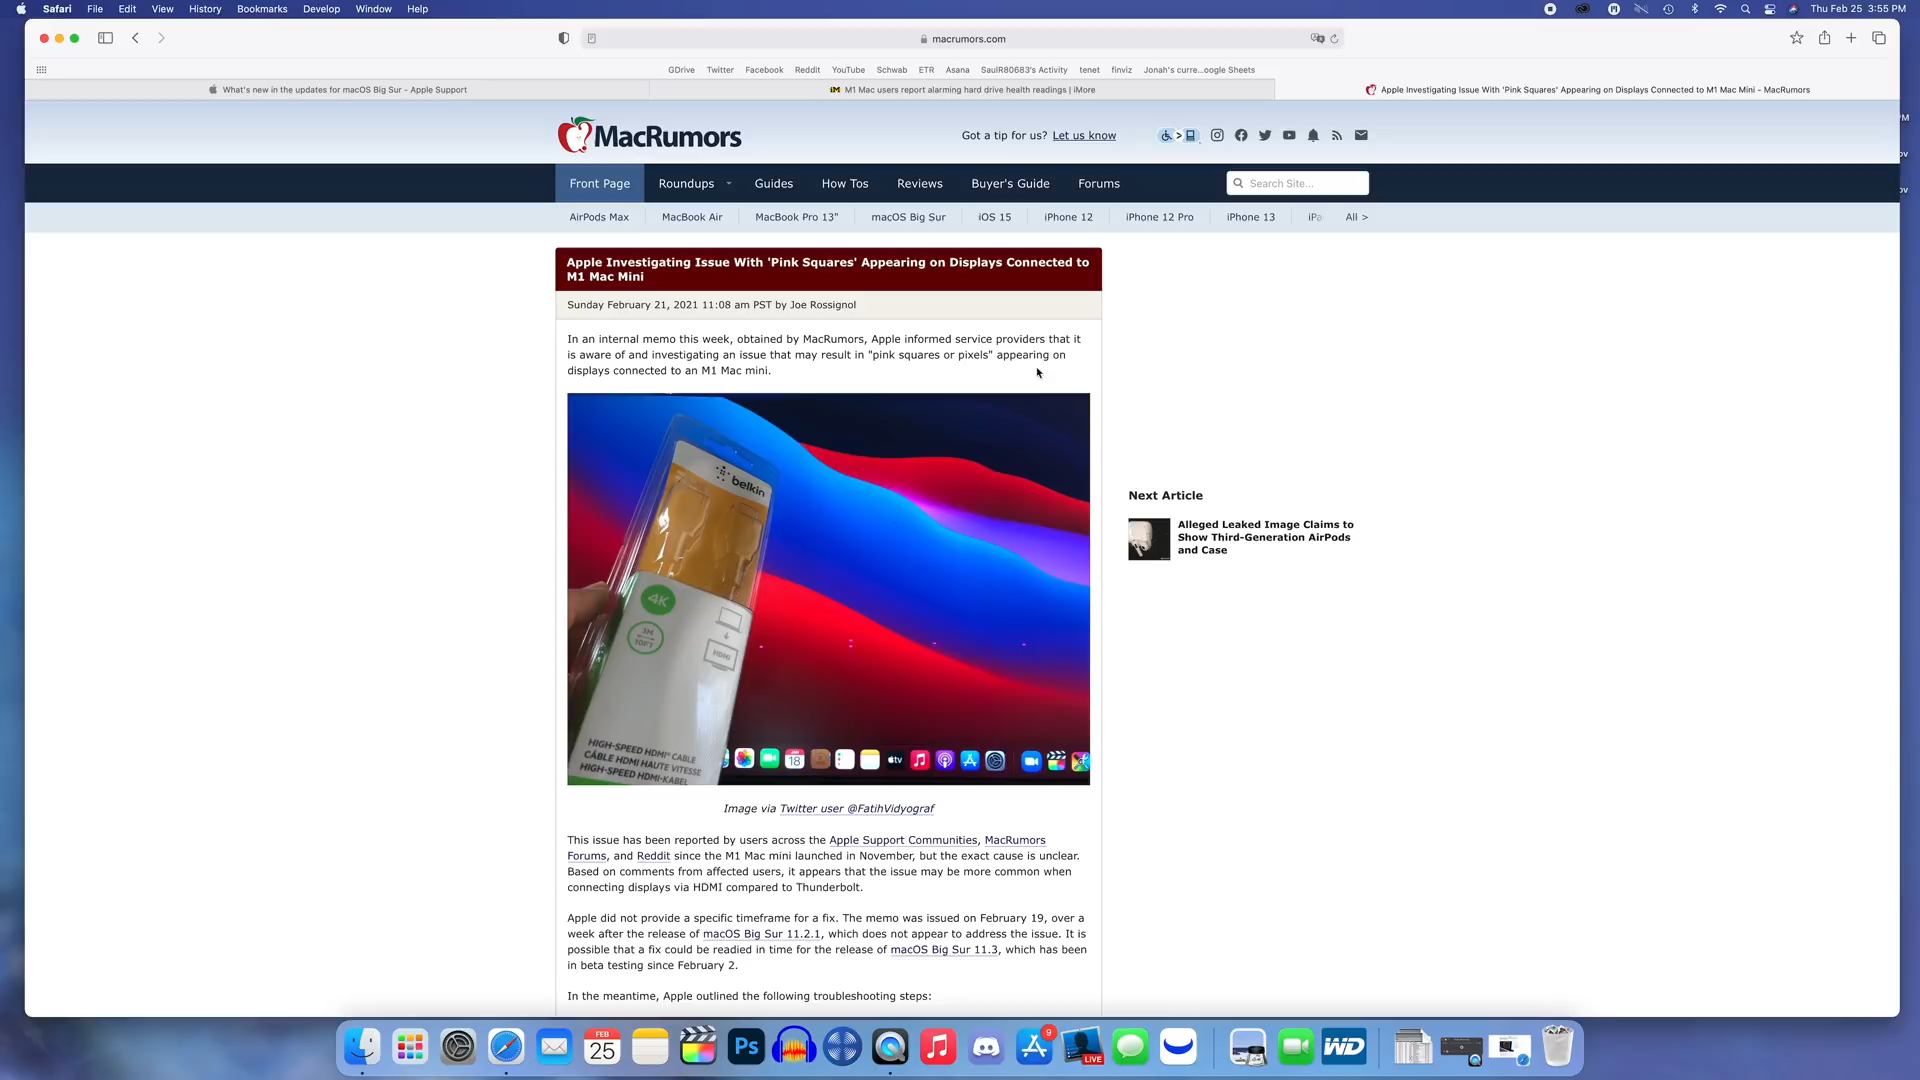 Safari File Edit View History Bookmarks Develop Window Help
Thu Feb 25 3:55 PM
macrumors.com
GDrive Twitter Facebook Reddit YouTube Schwab ETR Asana SaulR80683's Activity tenet finviz Jonah's curre...oogle Sheets
What's new in the updates for macOS Big Sur - Apple Support
iM M1 Mac users report alarming hard drive health readings | iMore
Apple Investigating Issue With 'Pink Squares' Appearing on Displays Connected to M1 Mac Mini - MacRumors
MacRumors
Got a tip for us? Let us know
Front Page Roundups Guides How Tos Reviews Buyer's Guide Forums
Search Site...
AirPods Max MacBook Air MacBook Pro 13" macOS Big Sur iOS 15 iPhone 12 iPhone 12 Pro iPhone 13 iPa All >
Apple Investigating Issue With 'Pink Squares' Appearing on Displays Connected to
M1 Mac Mini
Sunday February 21, 2021 11:08 am PST by Joe Rossignol
In an internal memo this week, obtained by MacRumors, Apple informed service providers that it
is aware of and investigating an issue that may result in "pink squares or pixels" appearing on
displays connected to an M1 Mac mini.
belkin
4K
3M
10FT
HDMI
HIGH-SPEED HDMI® CABLE
CÂBLE HDMI HAUTE VITESSE
HIGH-SPEED HDMI-KABEL
18
tv
Image via Twitter user @FatihVidyograf
This issue has been reported by users across the Apple Support Communities, MacRumors
Forums, and Reddit since the M1 Mac mini launched in November, but the exact cause is unclear.
Based on comments from affected users, it appears that the issue may be more common when
connecting displays via HDMI compared to Thunderbolt.
Apple did not provide a specific timeframe for a fix. The memo was issued on February 19, over a
week after the release of macOS Big Sur 11.2.1, which does not appear to address the issue. It is
possible that a fix could be readied in time for the release of macOS Big Sur 11.3, which has been
in beta testing since February 2.
In the meantime, Apple outlined the following troubleshooting steps:
Next Article
Alleged Leaked Image Claims to
Show Third-Generation AirPods
and Case
FEB
25
Ps
9
LIVE
WD